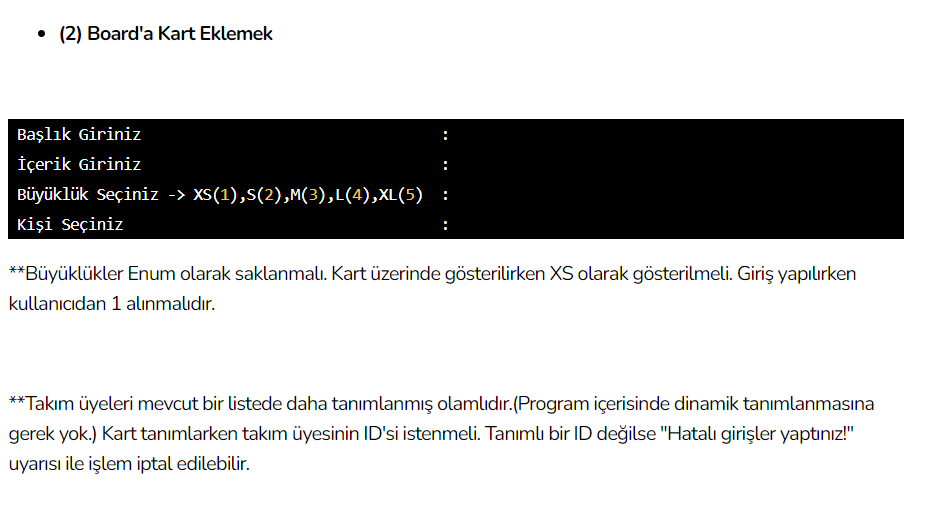 (2) Board'a Kart Eklemek
Başlık Giriniz :
İçerik Giriniz :
Büyüklük Seçiniz -> XS(1),S(2),M(3),L(4),XL(5) :
Kişi Seçiniz :
**Büyüklükler Enum olarak saklanmalı. Kart üzerinde gösterilirken XS olarak gösterilmeli. Giriş yapılırken
kullanıcıdan 1 alınmalıdır.
**Takım üyeleri mevcut bir listede daha tanımlanmış olamlıdır.(Program içerisinde dinamik tanımlanmasına
gerek yok.) Kart tanımlarken takım üyesinin ID'si istenmeli. Tanımlı bir ID değilse "Hatalı girişler yaptınız!"
uyarısı ile işlem iptal edilebilir.